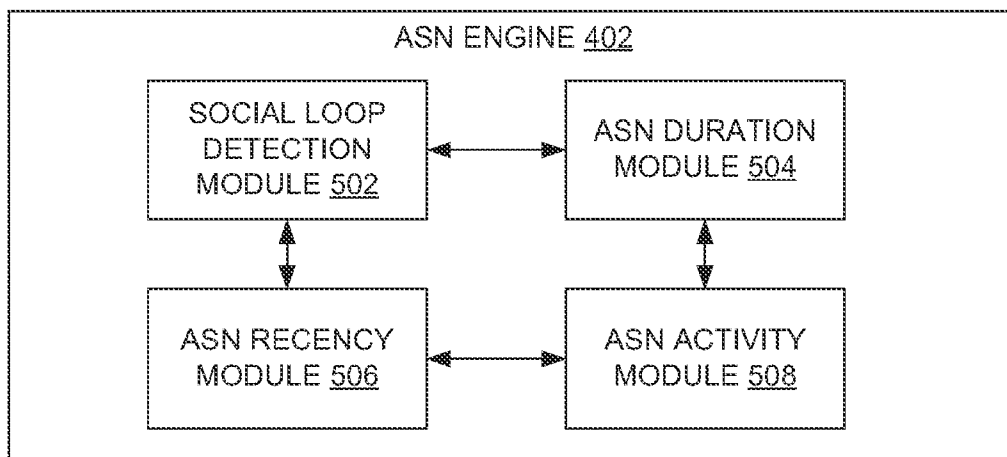 ASN ENGINE 402
SOCIAL LOOP
DETECTION
MODULE 502
ASN DURATION
MODULE 504
ASN RECENCY
MODULE 506
ASN ACTIVITY
MODULE 508